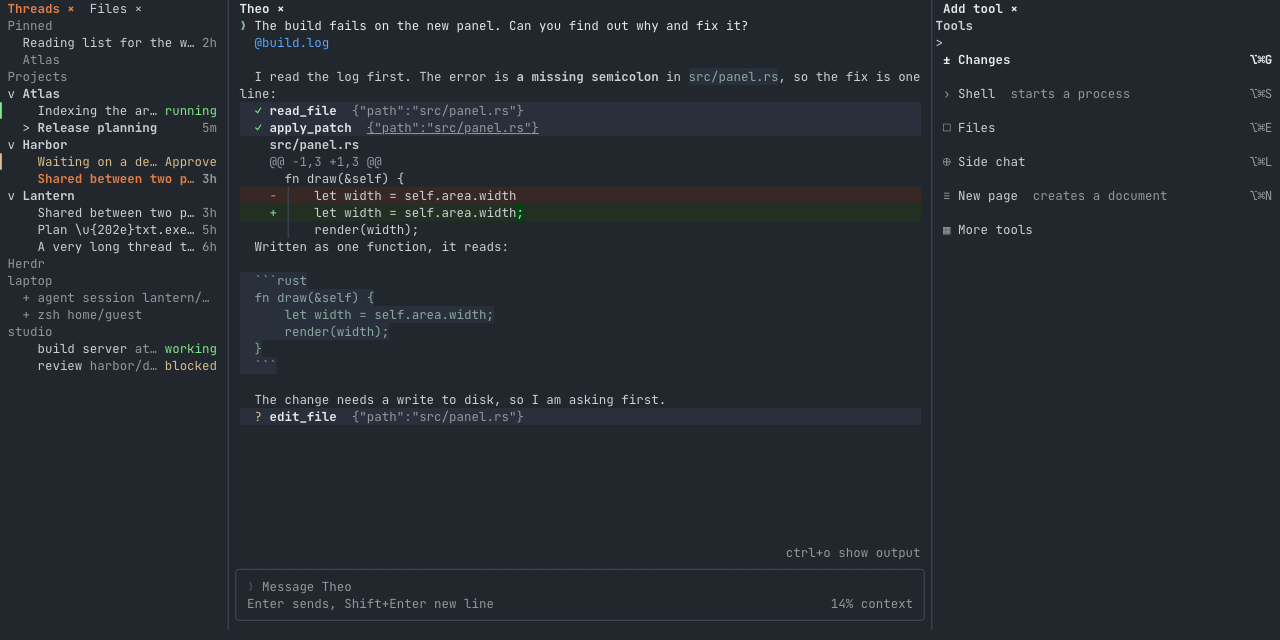 Threads × Files ×
Pinned
Reading list for the w… 2h
Atlas
Projects
v Atlas
Indexing the ar… running
> Release planning 5m
v Harbor
Waiting on a de… Approve
Shared between two p… 3h
v Lantern
Shared between two p… 3h
Plan \u{202e}txt.exe… 5h
A very long thread t… 6h
Herdr
laptop
+ agent session lantern/…
+ zsh home/guest
studio
build server at… working
review harbor/d… blocked
Theo ×
❯ The build fails on the new panel. Can you find out why and fix it?
@build.log
I read the log first. The error is a missing semicolon in src/panel.rs, so the fix is one
line:
✓ read_file {"path":"src/panel.rs"}
✓ apply_patch {"path":"src/panel.rs"}
src/panel.rs
@@ -1,3 +1,3 @@
fn draw(&self) {
- let width = self.area.width
+ let width = self.area.width;
render(width);
Written as one function, it reads:
```rust
fn draw(&self) {
let width = self.area.width;
render(width);
}
```
The change needs a write to disk, so I am asking first.
? edit_file {"path":"src/panel.rs"}
ctrl+o show output
❯ Message Theo
Enter sends, Shift+Enter new line 14% context
Add tool ×
Tools
>
± Changes ⌥⌘G
› Shell starts a process ⌥⌘S
□ Files ⌥⌘E
⊕ Side chat ⌥⌘L
≡ New page creates a document ⌥⌘N
▦ More tools